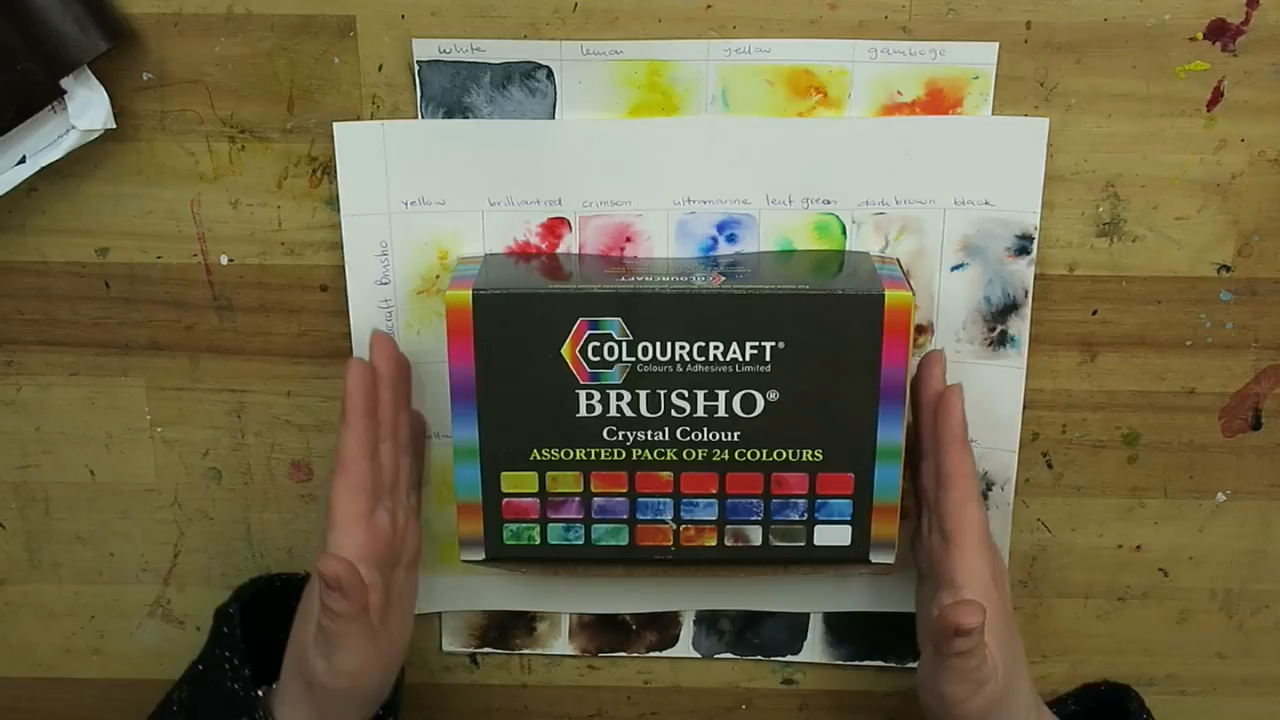 white lemon yellow gamboge
yellow brilliant red crimson ultramarine leaf green dark brown black
Brusho
COLOURCRAFT
COLOURCRAFT®
Colours & Adhesives Limited
BRUSHO®
Crystal Colour
ASSORTED PACK OF 24 COLOURS